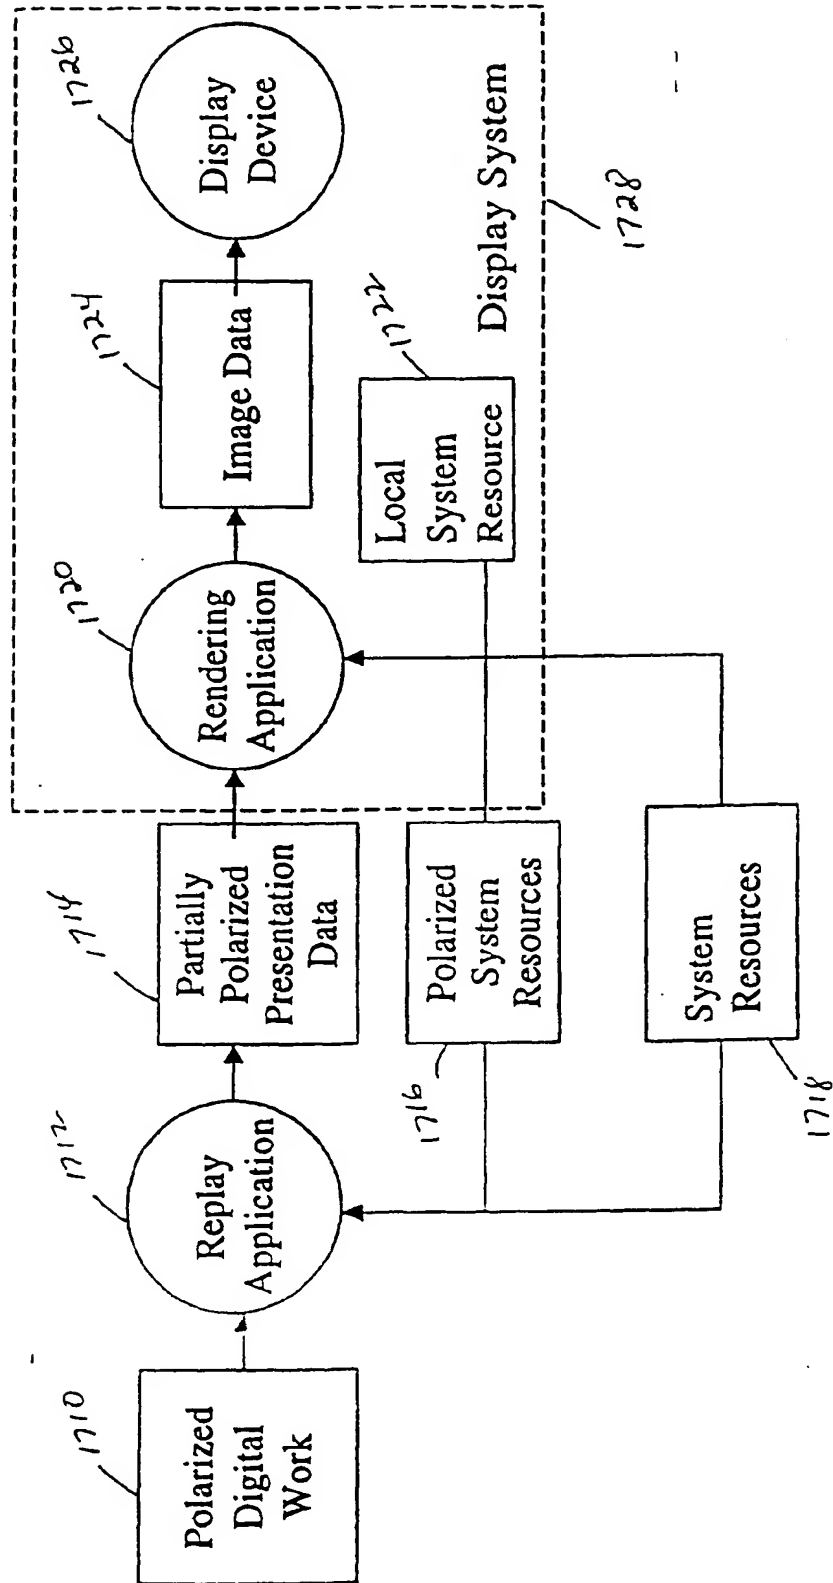 1710
Polarized
Digital
Work
1712
Replay
Application
1714
Partially
Polarized
Presentation
Data
1716
Polarized
System
Resources
System
Resources
1718
1720
Rendering
Application
1724
Image Data
1726
Display
Device
Local
System
Resource
1722
Display System
1728